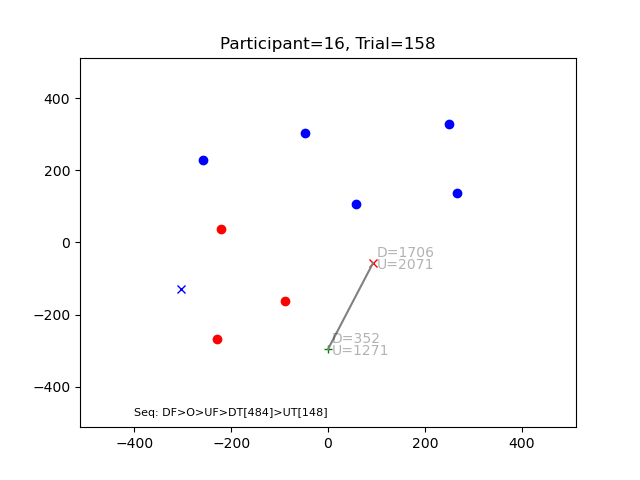 Participant=16, Trial=158
400
200
0
−200
−400
D=1706
U=2071
D=352
U=1271
Seq: DF>O>UF>DT[484]>UT[148]
−400
−200
0
200
400